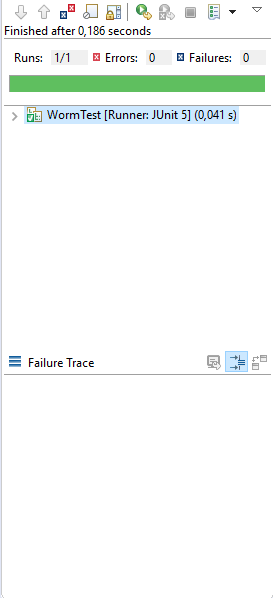 Finished after 0,186 seconds
Runs: 1/1 Errors: 0 Failures: 0
WormTest [Runner: JUnit 5] (0,041 s)
Failure Trace